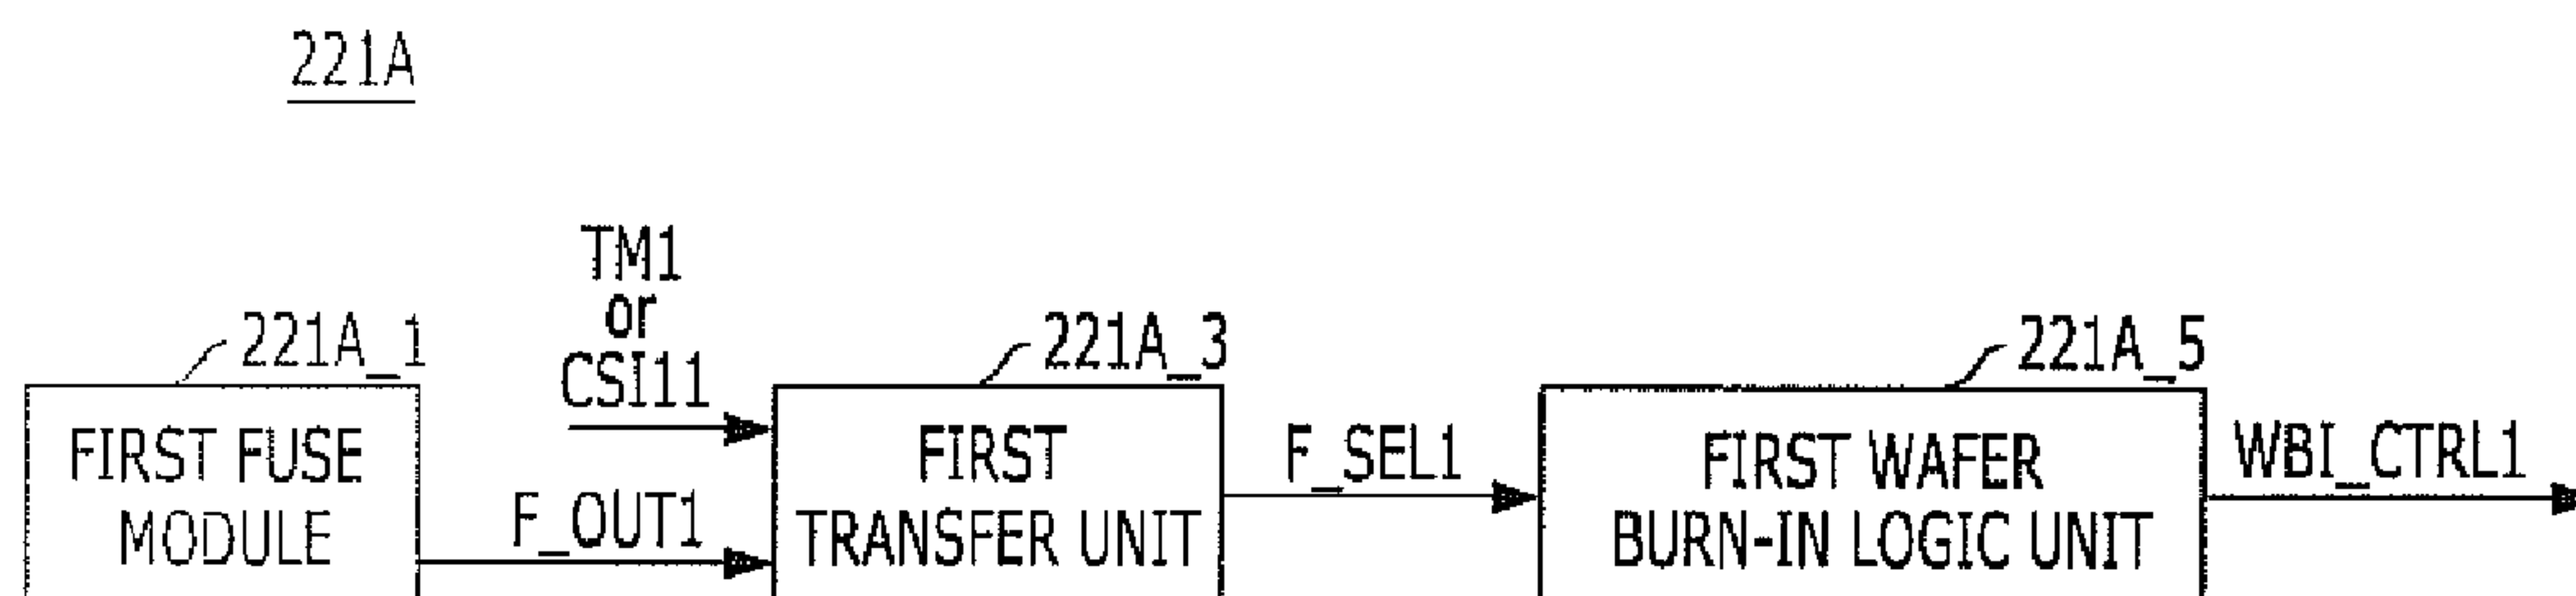 221A
TM1
or
CSI11
221A_1
221A_3
221A_5
FIRST FUSE
MODULE
F_OUT1
FIRST
TRANSFER UNIT
F_SEL1
FIRST WAFER
BURN-IN LOGIC UNIT
WBI_CTRL1